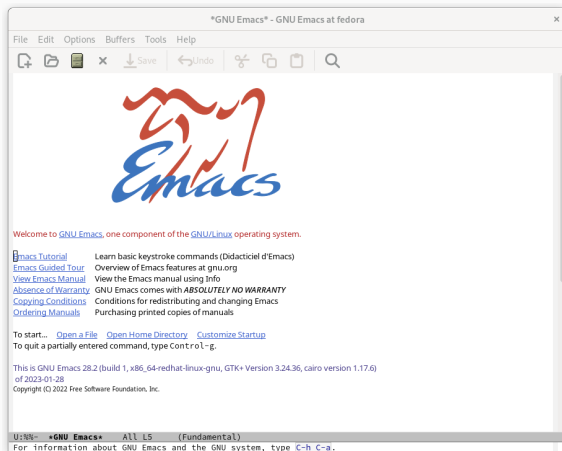 *GNU Emacs* - GNU Emacs at fedora
File Edit Options Buffers Tools Help
Save Undo
Emacs
Welcome to GNU Emacs, one component of the GNU/Linux operating system.
Emacs Tutorial Learn basic keystroke commands (Didacticiel d'Emacs)
Emacs Guided Tour Overview of Emacs features at gnu.org
View Emacs Manual View the Emacs manual using Info
Absence of Warranty GNU Emacs comes with ABSOLUTELY NO WARRANTY
Copying Conditions Conditions for redistributing and changing Emacs
Ordering Manuals Purchasing printed copies of manuals
To start... Open a File Open Home Directory Customize Startup
To quit a partially entered command, type Control-g.
This is GNU Emacs 28.2 (build 1, x86_64-redhat-linux-gnu, GTK+ Version 3.24.36, cairo version 1.17.6)
of 2023-01-28
Copyright (C) 2022 Free Software Foundation, Inc.
U:%%- *GNU Emacs* All L5 (Fundamental)
For information about GNU Emacs and the GNU system, type C-h C-a.